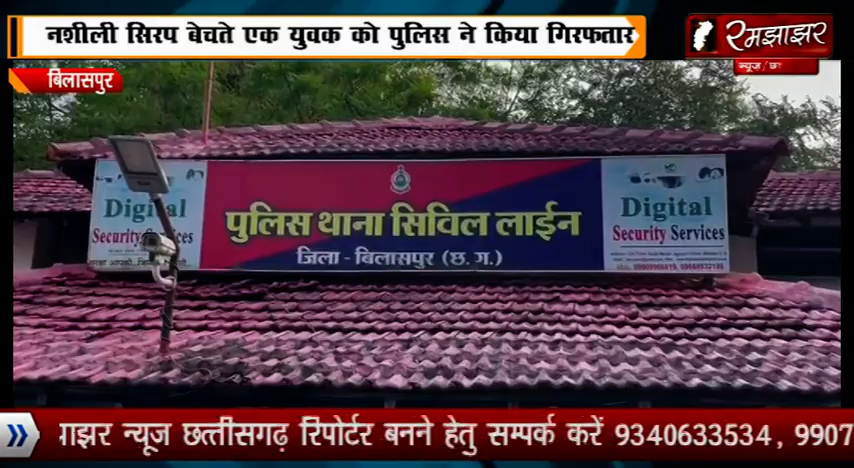 नशीली सिरप बेचते एक युवक को पुलिस ने किया गिरफ्तार
रमझाझर
न्यूज/छ
बिलासपुर
पुलिस थाना सिविल लाईन
जिला - बिलासपुर (छ. ग.)
Digital
Security Services
Digital
Security Services
झाझर न्यूज छत्तीसगढ़ रिपोर्टर बनने हेतु सम्पर्क करें 9340633534, 9907